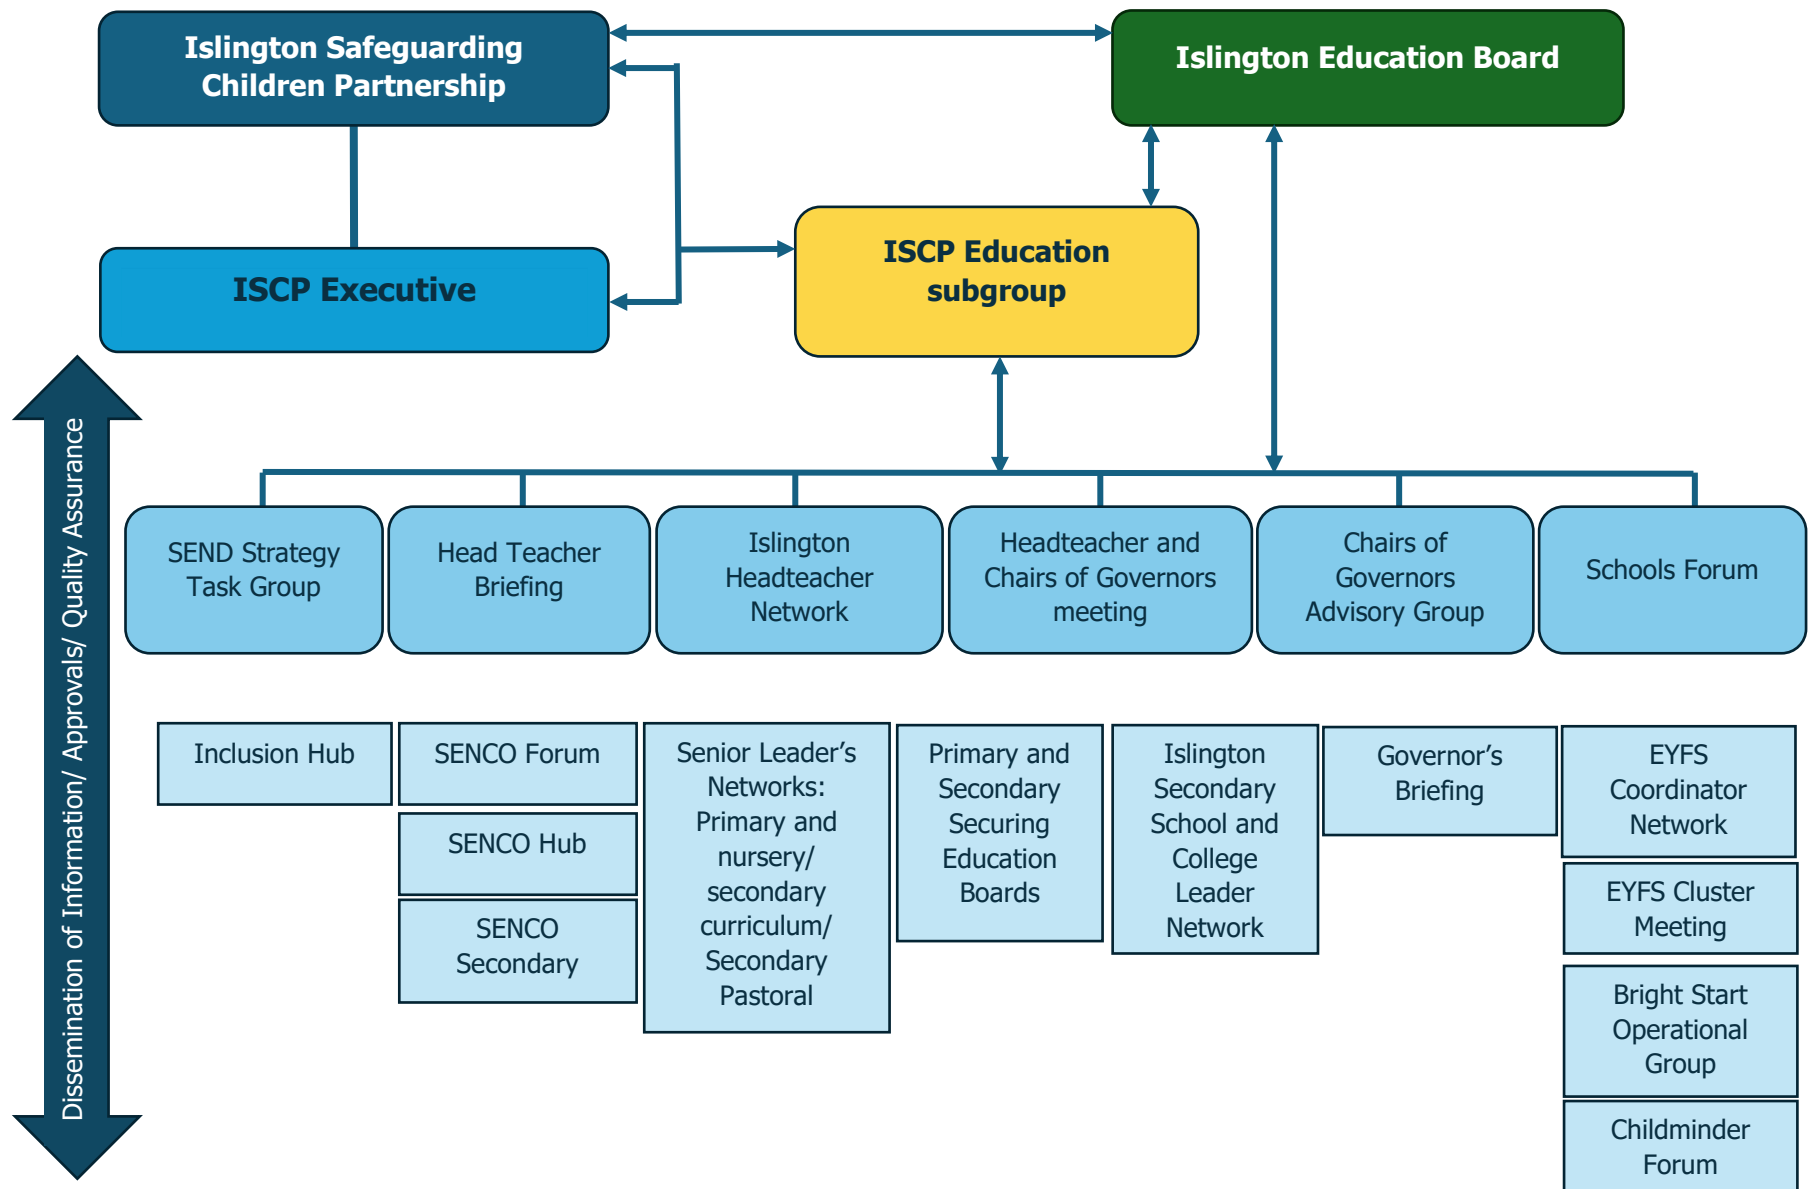 Islington Safeguarding
Children Partnership
Islington Education Board
ISCP Education
subgroup
ISCP Executive
Dissemination of Information/ Approvals/ Quality Assurance
SEND Strategy
Task Group
Head Teacher
Briefing
Islington
Headteacher
Network
Headteacher and
Chairs of Governors
meeting
Chairs of
Governors
Advisory Group
Schools Forum
Inclusion Hub
SENCO Forum
SENCO Hub
SENCO
Secondary
Senior Leader’s
Networks:
Primary and
nursery/
secondary
curriculum/
Secondary
Pastoral
Primary and
Secondary
Securing
Education
Boards
Islington
Secondary
School and
College
Leader
Network
Governor’s
Briefing
EYFS
Coordinator
Network
EYFS Cluster
Meeting
Bright Start
Operational
Group
Childminder
Forum